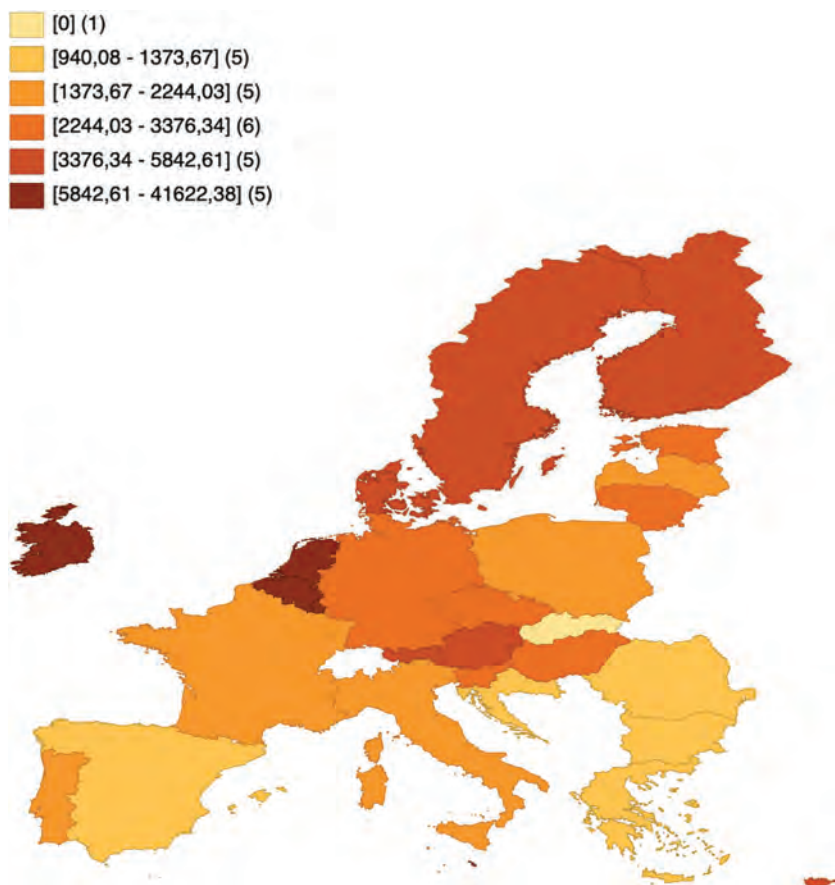 [0] (1)
[940,08 - 1373,67] (5)
[1373,67 - 2244,03] (5)
[2244,03 - 3376,34] (6)
[3376,34 - 5842,61] (5)
[5842,61 - 41622,38] (5)